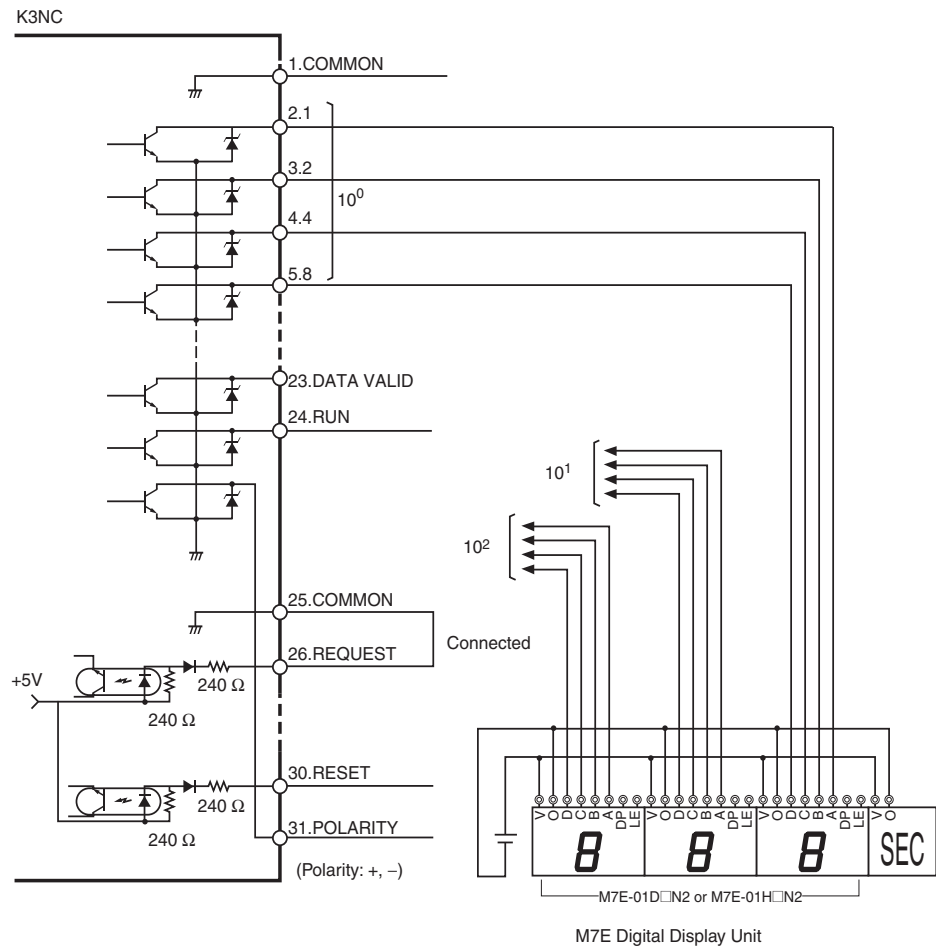 K3NC
1.COMMON
2.1
3.2
10⁰
4.4
5.8
23.DATA VALID
24.RUN
10¹
10²
25.COMMON
Connected
26.REQUEST
+5V
240 Ω
240 Ω
30.RESET
240 Ω
240 Ω
31.POLARITY
(Polarity: +, −)
V O D C B A DP LE V O D C B A DP LE V O D C B A DP LE V O
8 8 8 SEC
M7E-01D□N2 or M7E-01H□N2
M7E Digital Display Unit